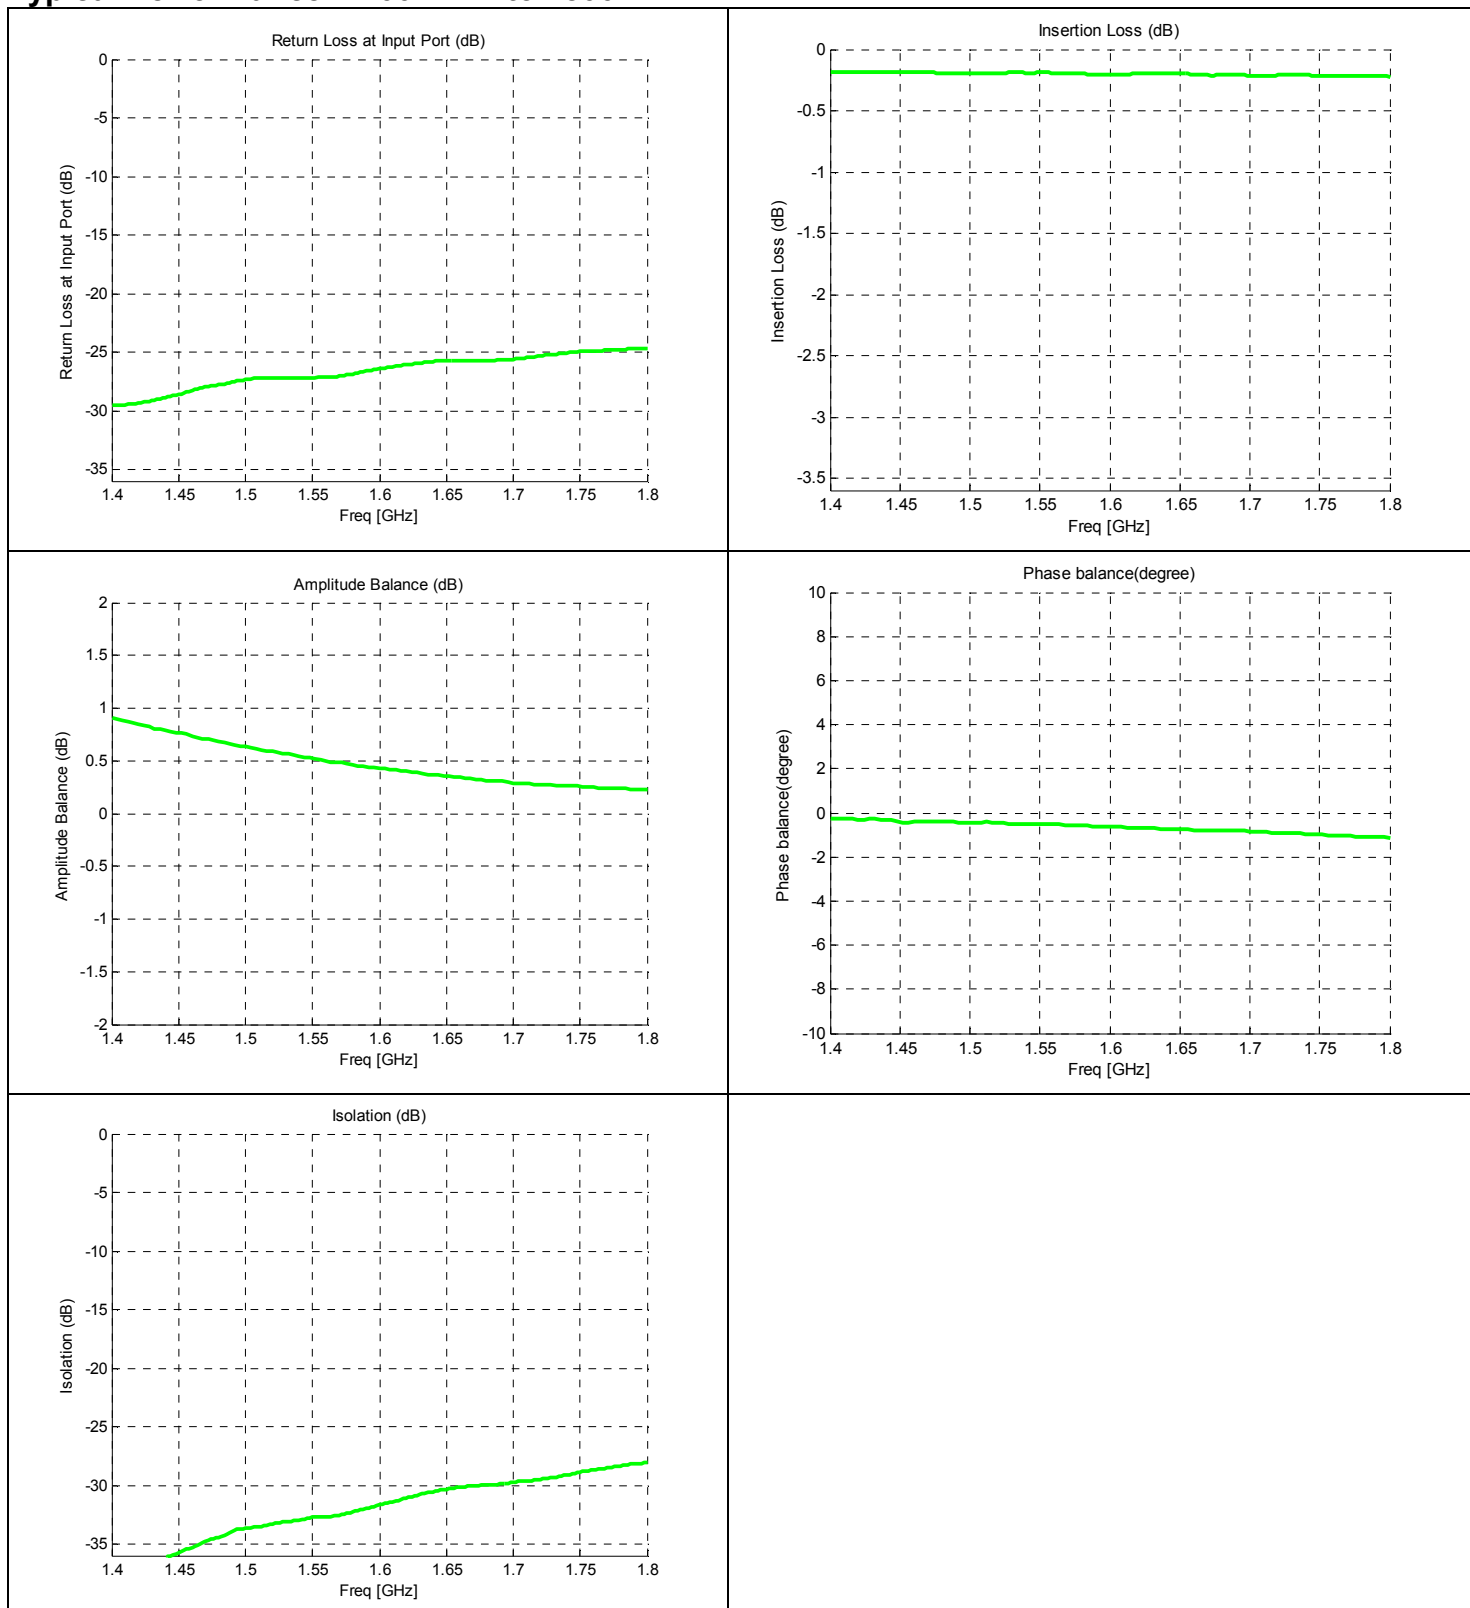 Return Loss at Input Port (dB)
0
-5
-10
-15
-20
-25
-30
-35
Return Loss at Input Port (dB)
1.4 1.45 1.5 1.55 1.6 1.65 1.7 1.75 1.8
Freq [GHz]
Insertion Loss (dB)
0
-0.5
-1
-1.5
-2
-2.5
-3
-3.5
Insertion Loss (dB)
1.4 1.45 1.5 1.55 1.6 1.65 1.7 1.75 1.8
Freq [GHz]
Amplitude Balance (dB)
2
1.5
1
0.5
0
-0.5
-1
-1.5
-2
Amplitude Balance (dB)
1.4 1.45 1.5 1.55 1.6 1.65 1.7 1.75 1.8
Freq [GHz]
Phase balance(degree)
10
8
6
4
2
0
-2
-4
-6
-8
-10
Phase balance(degree)
1.4 1.45 1.5 1.55 1.6 1.65 1.7 1.75 1.8
Freq [GHz]
Isolation (dB)
0
-5
-10
-15
-20
-25
-30
-35
Isolation (dB)
1.4 1.45 1.5 1.55 1.6 1.65 1.7 1.75 1.8
Freq [GHz]